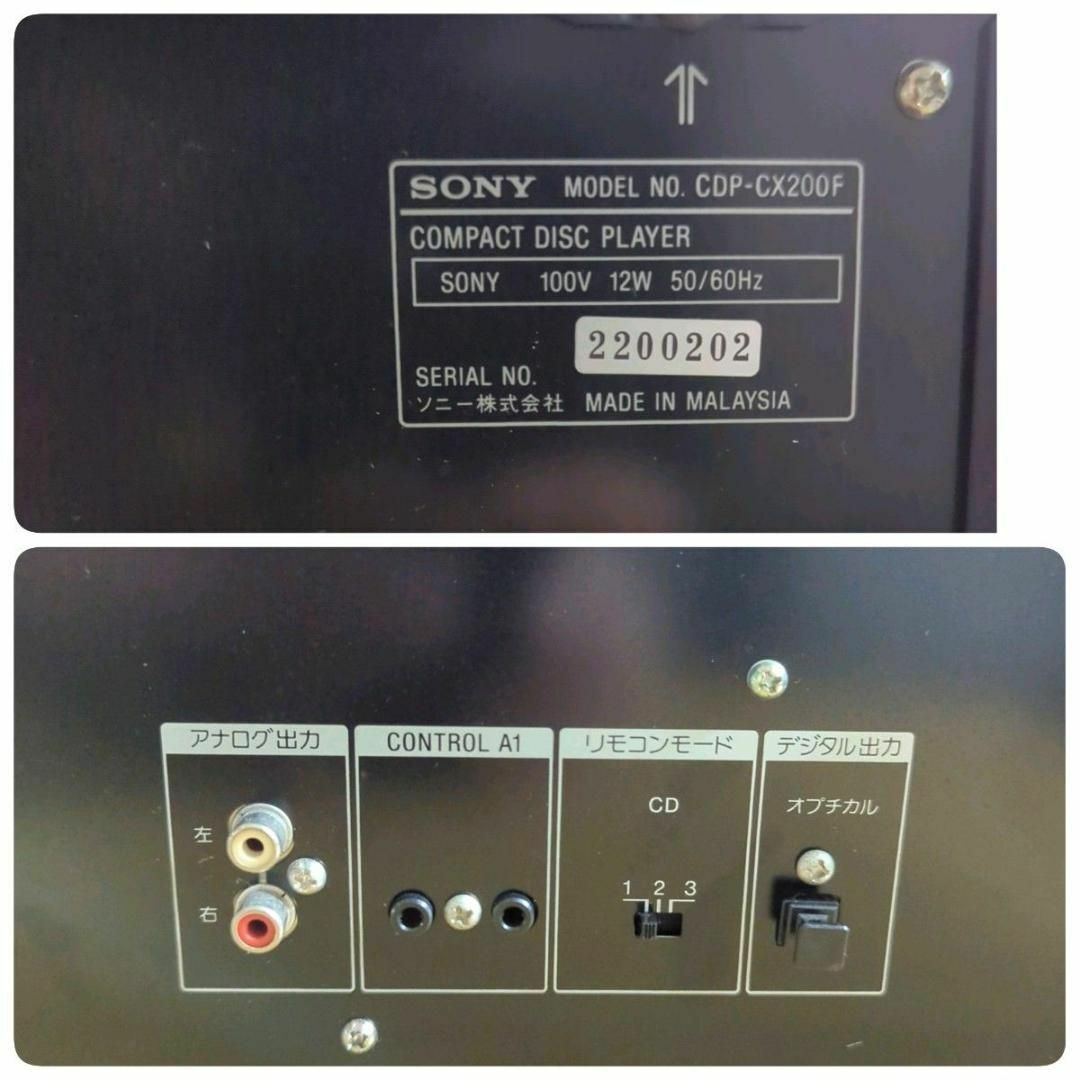 SONY MODEL NO. CDP-CX200F
COMPACT DISC PLAYER
SONY 100V 12W 50/60Hz
2200202
SERIAL NO.
ソニー株式会社 MADE IN MALAYSIA
アナログ出力
左
右
CONTROL A1
リモコンモード
CD
1 2 3
デジタル出力
オプチカル